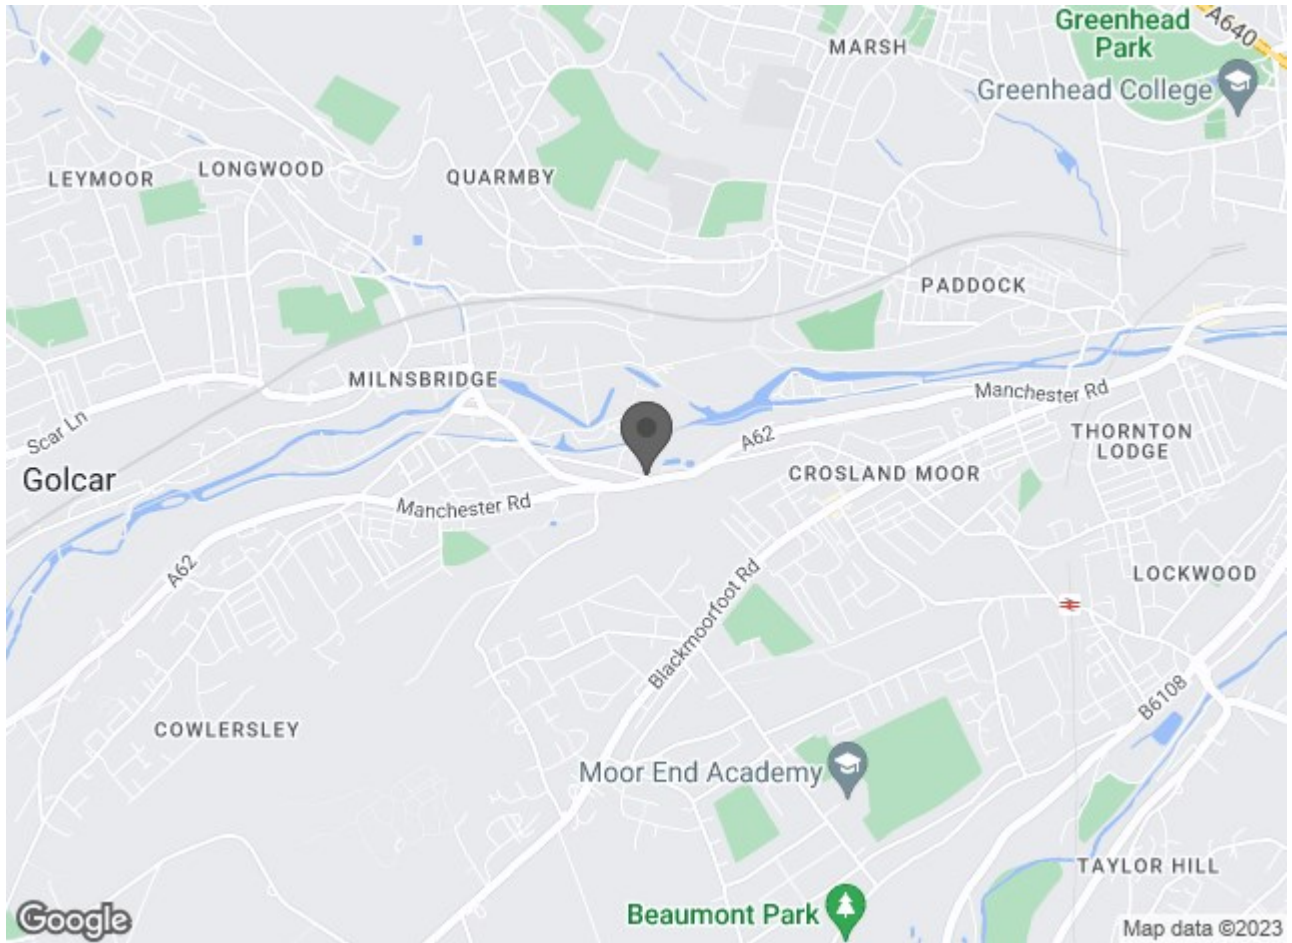 Greenhead
Park
A640
MARSH
Greenhead College
LEYMOOR
LONGWOOD
QUARMBY
PADDOCK
MILNSBRIDGE
Manchester Rd
Scar Ln
A62
THORNTON
LODGE
Golcar
CROSLAND MOOR
Manchester Rd
A62
LOCKWOOD
Blackmoorfoot Rd
B6108
COWLERSLEY
Moor End Academy
TAYLOR HILL
Beaumont Park
Google
Map data ©2023